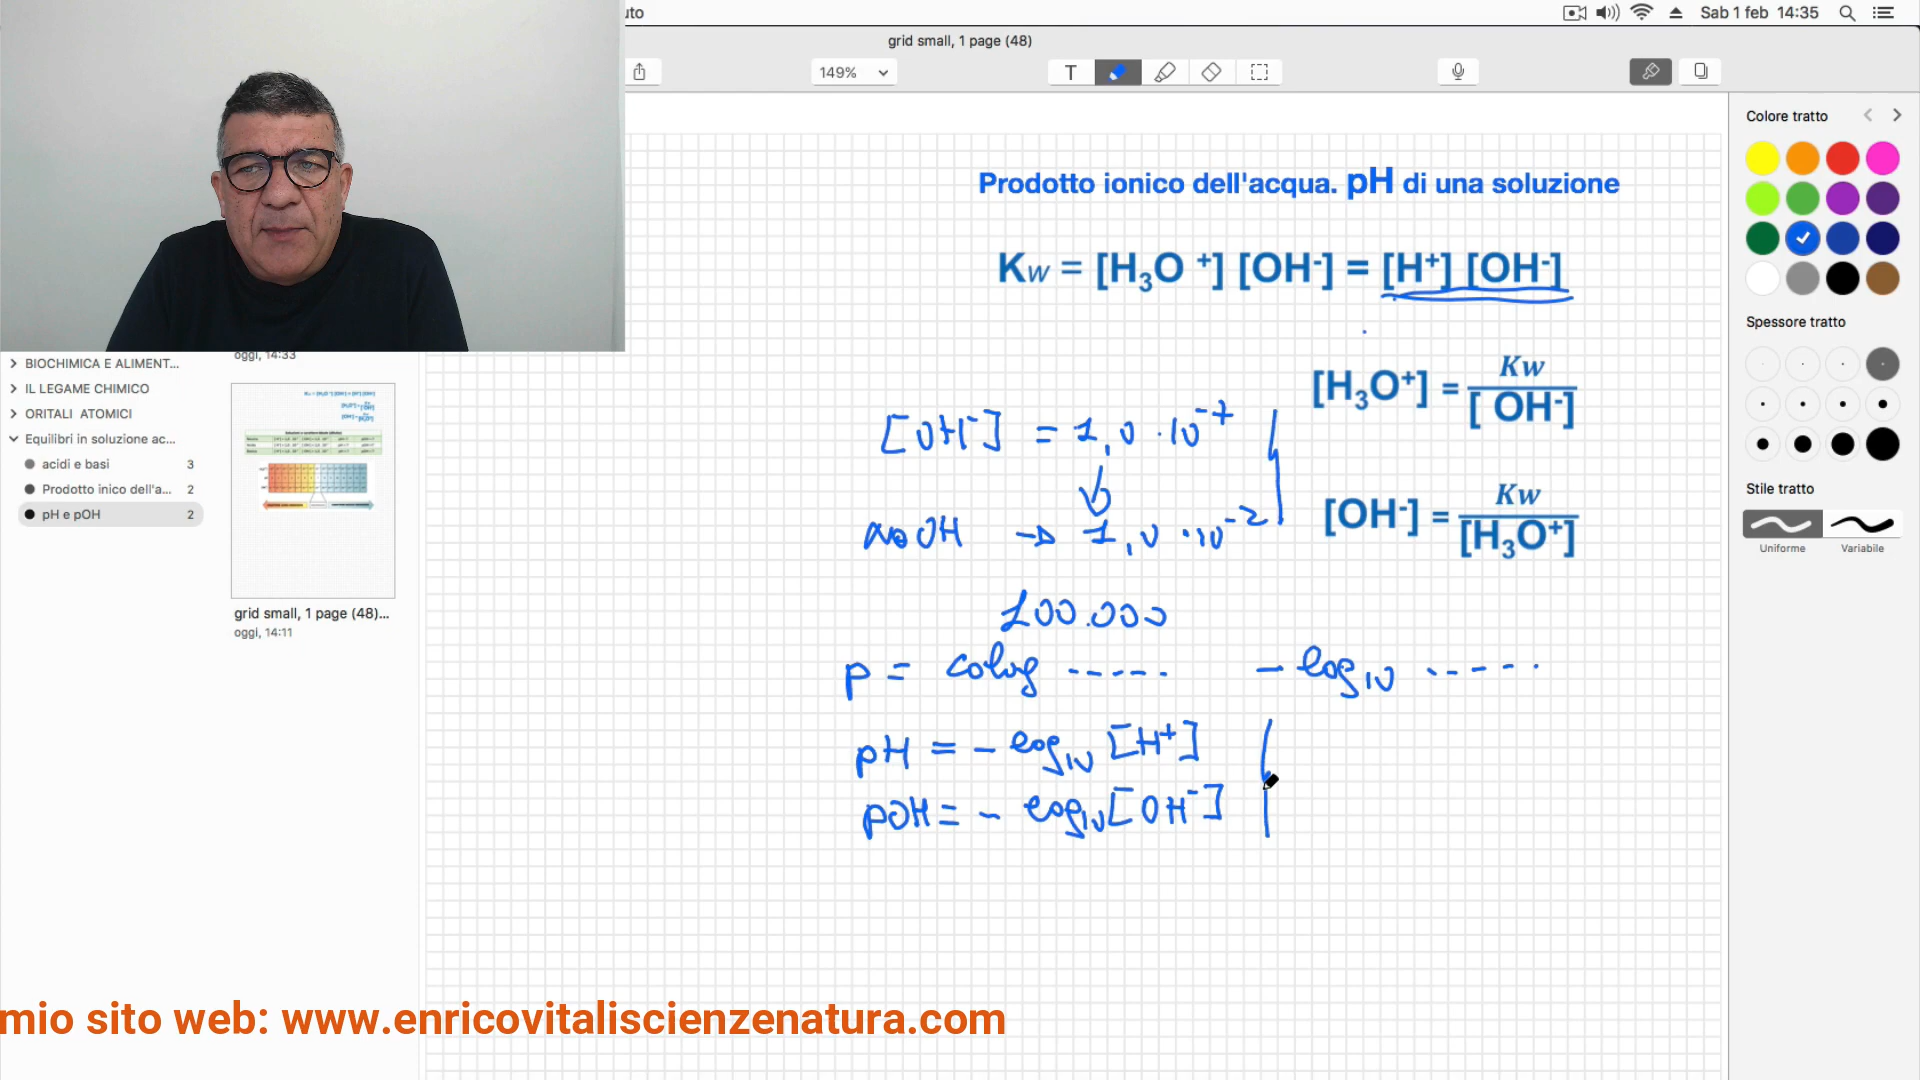 uto
Sab 1 feb 14:35
grid small, 1 page (48)
149%
T
Colore tratto
Spessore tratto
Stile tratto
Uniforme
Variabile
oggi, 14:33
BIOCHIMICA E ALIMENT...
IL LEGAME CHIMICO
ORITALI ATOMICI
Equilibri in soluzione ac...
acidi e basi 3
Prodotto inico dell'a... 2
pH e pOH 2
grid small, 1 page (48)...
oggi, 14:11
Prodotto ionico dell'acqua. pH di una soluzione
Kw = [H₃O ⁺] [OH⁻] = [H⁺] [OH⁻]
[H₃O⁺] = Kw / [ OH⁻]
[OH⁻] = Kw / [H₃O⁺]
[OH⁻] = 1,0 · 10⁻⁷
NaOH → 1,0 · 10⁻²
100.000
p = colog ..... - log₁₀ .....
pH = - log₁₀ [H⁺]
pOH = - log₁₀ [OH⁻]
mio sito web: www.enricovitaliscienzenatura.com